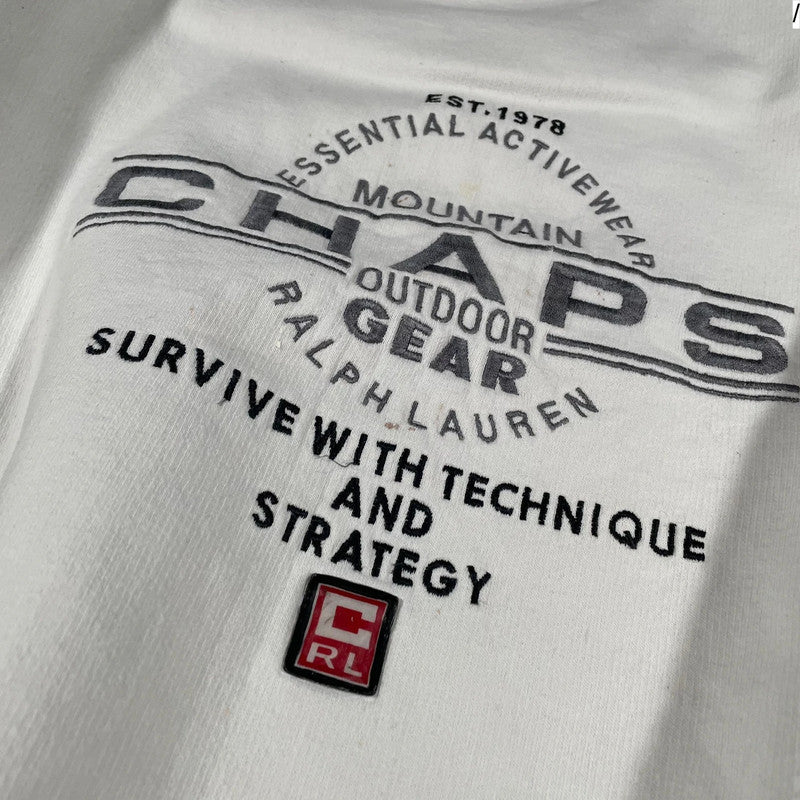 /
EST. 1978
ESSENTIAL ACTIVEWEAR
MOUNTAIN
CHAPS
OUTDOOR
GEAR
RALPH LAUREN
SURVIVE WITH TECHNIQUE
AND
STRATEGY
C
RL